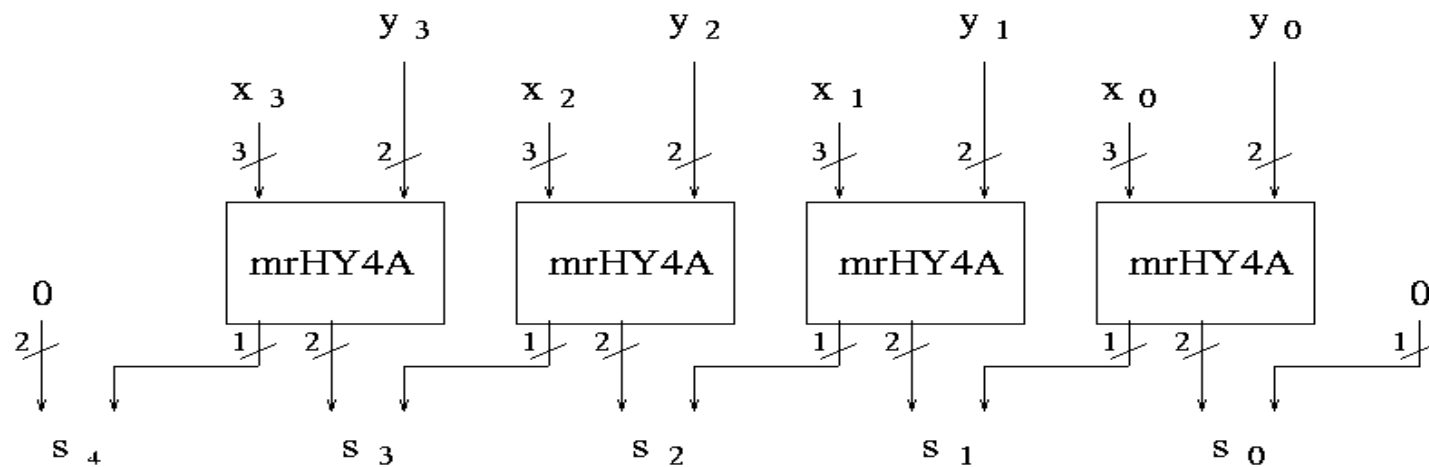 y 3 y 2 y 1 y 0
x 3 x 2 x 1 x 0
3 2 3 2 3 2 3 2
mrHY4A mrHY4A mrHY4A mrHY4A
0 0
2 1 2 1 2 1 2 1 2 1
s 4 s 3 s 2 s 1 s 0